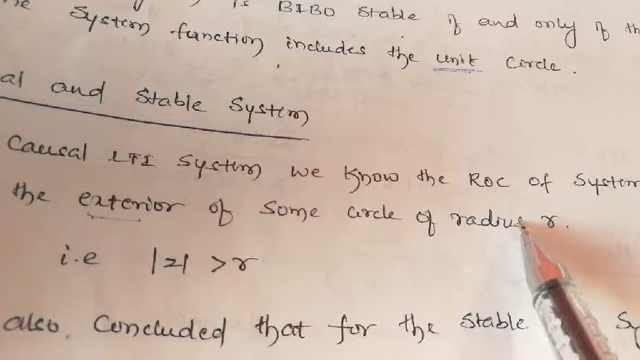 is BIBO stable if and only if the
System function includes the unit circle.
al and Stable System
Causal LTI System we know the ROC of System
the exterior of some circle of radius r.
i.e |z| > r
also. Concluded that for the stable Sy